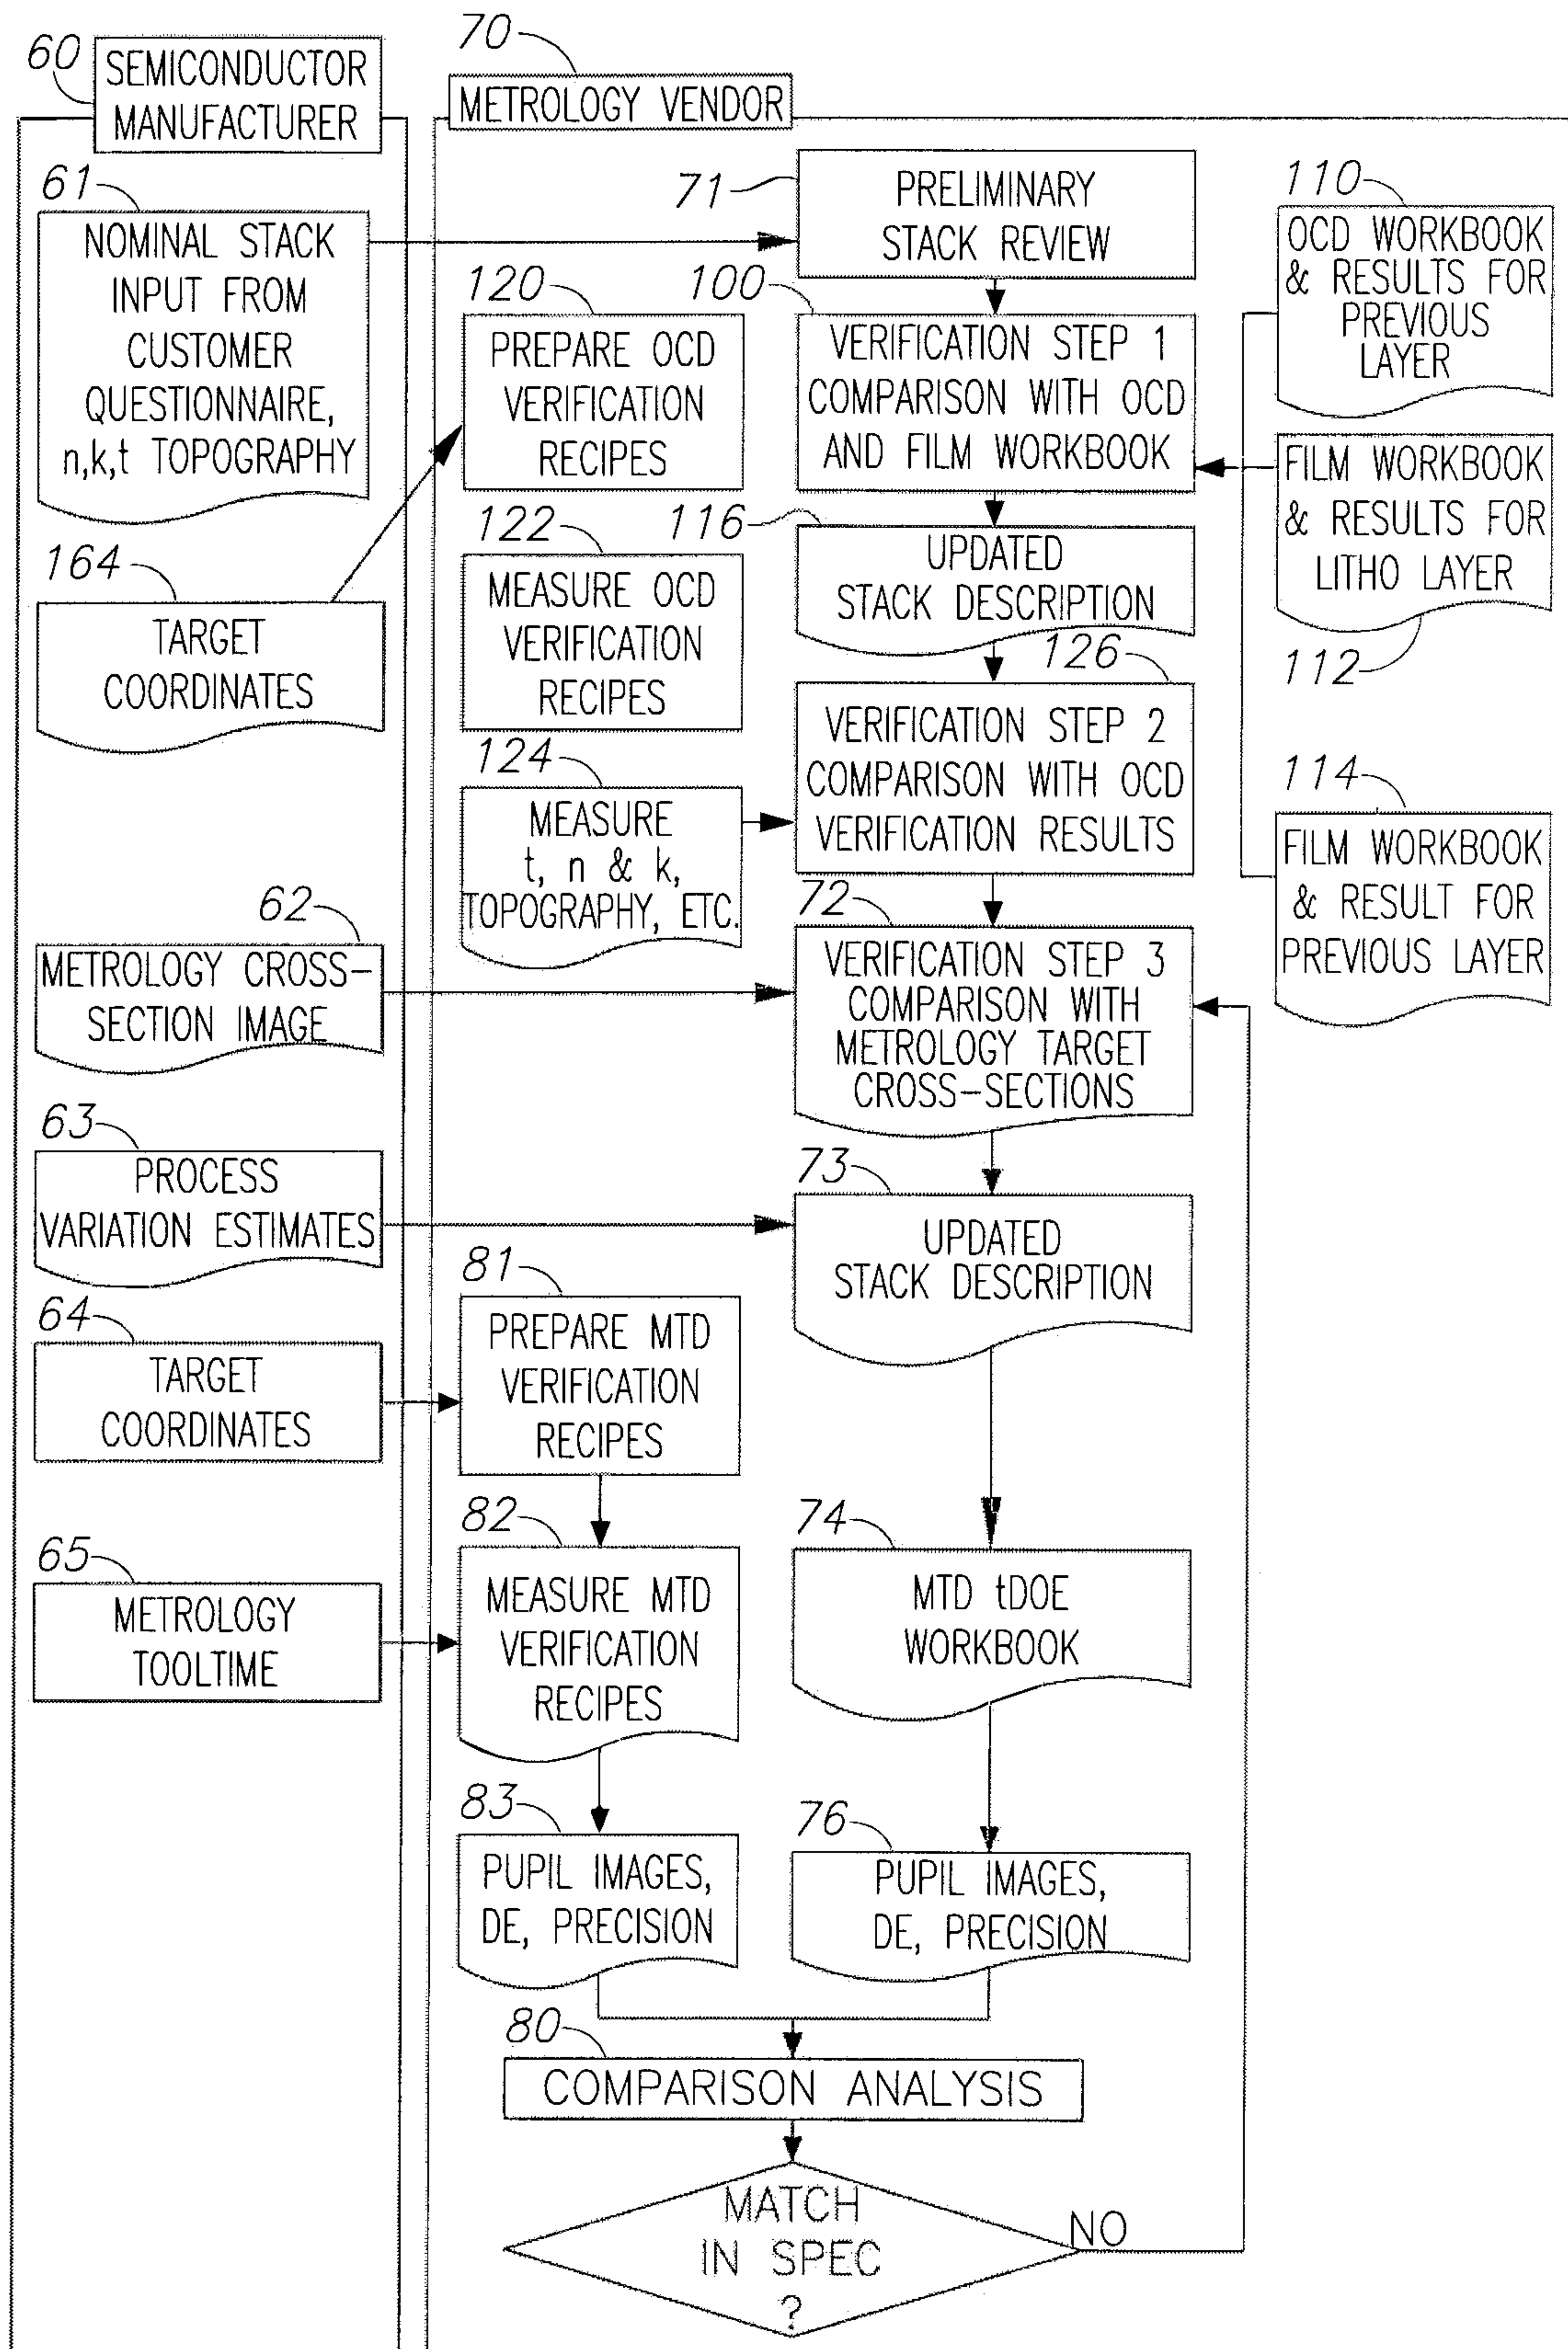 60
SEMICONDUCTOR
MANUFACTURER
70
METROLOGY VENDOR
61
NOMINAL STACK
INPUT FROM
CUSTOMER
QUESTIONNAIRE,
n,k,t TOPOGRAPHY
71
PRELIMINARY
STACK REVIEW
110
OCD WORKBOOK
& RESULTS FOR
PREVIOUS
LAYER
120
PREPARE OCD
VERIFICATION
RECIPES
100
VERIFICATION STEP 1
COMPARISON WITH OCD
AND FILM WORKBOOK
FILM WORKBOOK
& RESULTS FOR
LITHO LAYER
112
164
TARGET
COORDINATES
122
MEASURE OCD
VERIFICATION
RECIPES
116
UPDATED
STACK DESCRIPTION
126
VERIFICATION STEP 2
COMPARISON WITH OCD
VERIFICATION RESULTS
124
MEASURE
t, n & k,
TOPOGRAPHY, ETC.
114
FILM WORKBOOK
& RESULT FOR
PREVIOUS LAYER
62
METROLOGY CROSS-
SECTION IMAGE
72
VERIFICATION STEP 3
COMPARISON WITH
METROLOGY TARGET
CROSS-SECTIONS
63
PROCESS
VARIATION ESTIMATES
73
UPDATED
STACK DESCRIPTION
64
TARGET
COORDINATES
81
PREPARE MTD
VERIFICATION
RECIPES
65
METROLOGY
TOOLTIME
82
MEASURE MTD
VERIFICATION
RECIPES
74
MTD tDOE
WORKBOOK
83
PUPIL IMAGES,
DE, PRECISION
76
PUPIL IMAGES,
DE, PRECISION
80
COMPARISON ANALYSIS
MATCH
IN SPEC
?
NO